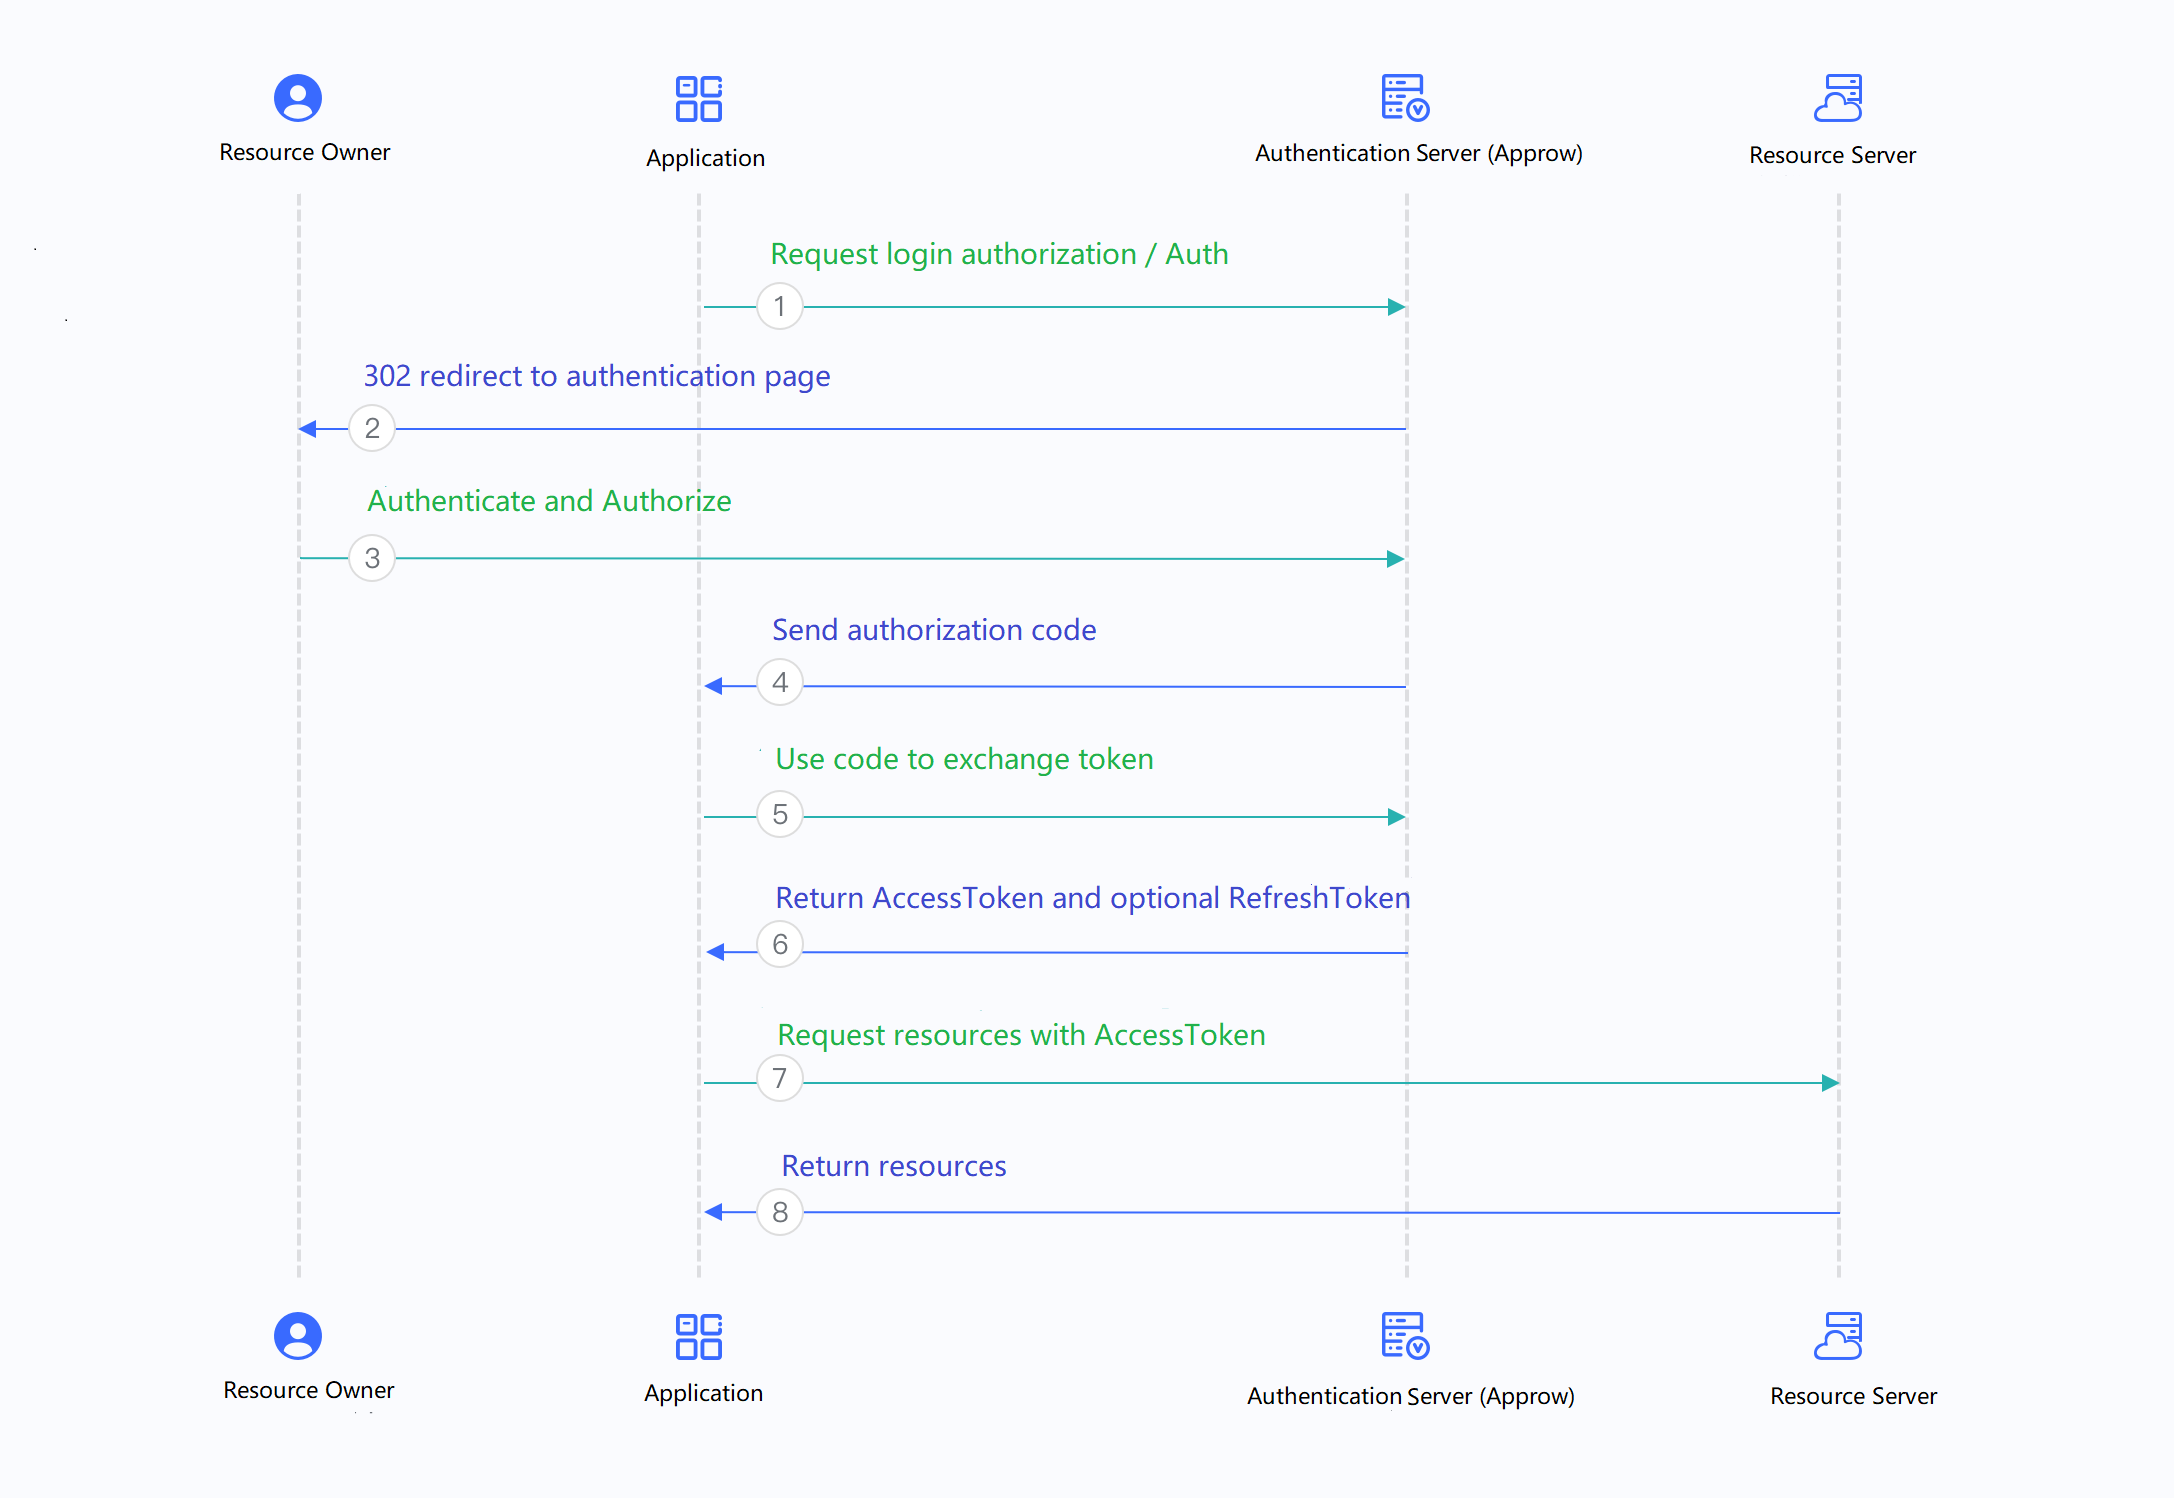 Resource Owner
Application
Authentication Server (Approw)
Resource Server
Request login authorization / Auth
1
302 redirect to authentication page
2
Authenticate and Authorize
3
Send authorization code
4
Use code to exchange token
5
Return AccessToken and optional RefreshToken
6
Request resources with AccessToken
7
Return resources
8
Resource Owner
Application
Authentication Server (Approw)
Resource Server